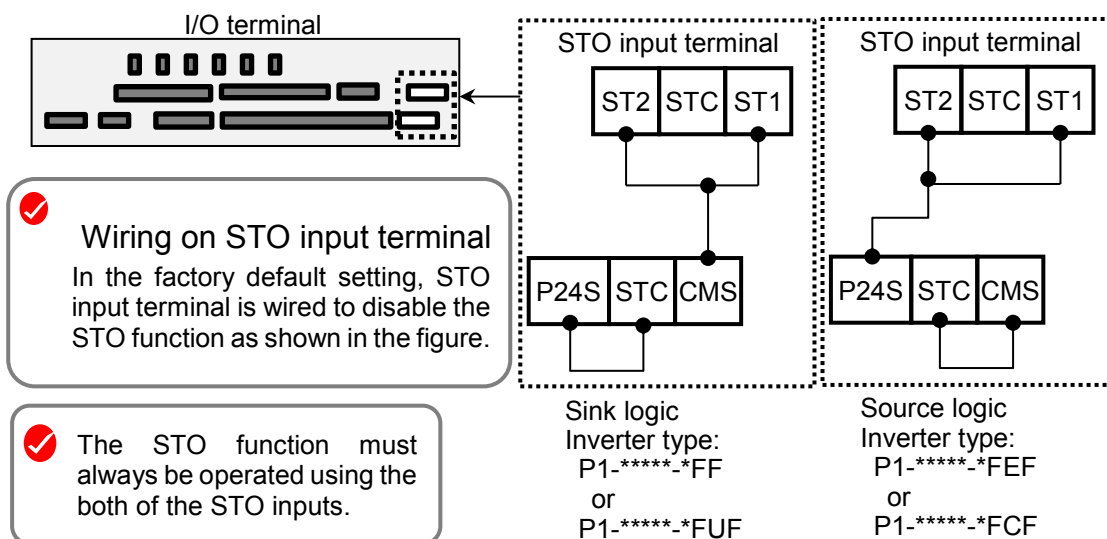 I/O terminal
Wiring on STO input terminal
In the factory default setting, STO
input terminal is wired to disable the
STO function as shown in the figure.
The STO function must
always be operated using the
both of the STO inputs.
STO input terminal
ST2 STC ST1
P24S STC CMS
Sink logic
Inverter type:
P1-*****-*FF
or
P1-*****-*FUF
STO input terminal
ST2 STC ST1
P24S STC CMS
Source logic
Inverter type:
P1-*****-*FEF
or
P1-*****-*FCF